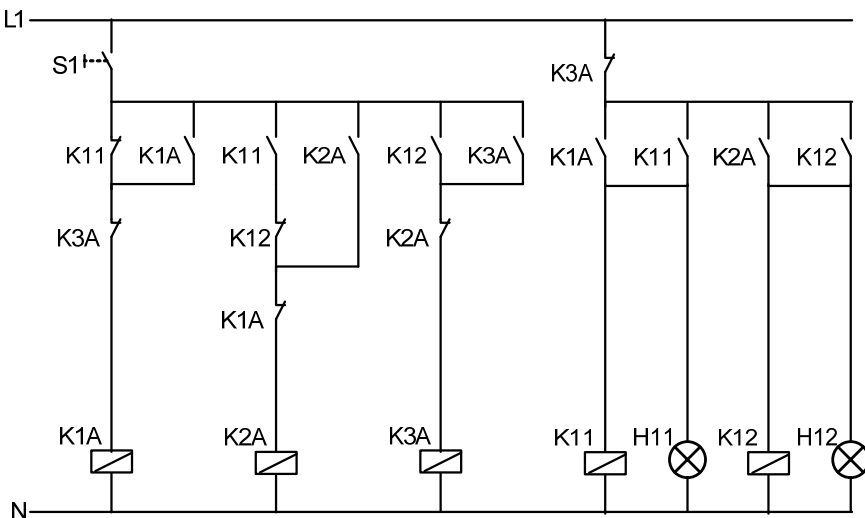 L1
S1
K3A
K11 K1A K11 K2A K12 K3A K1A K11 K2A K12
K3A K12 K2A
K1A
K1A K2A K3A K11 H11 K12 H12
N